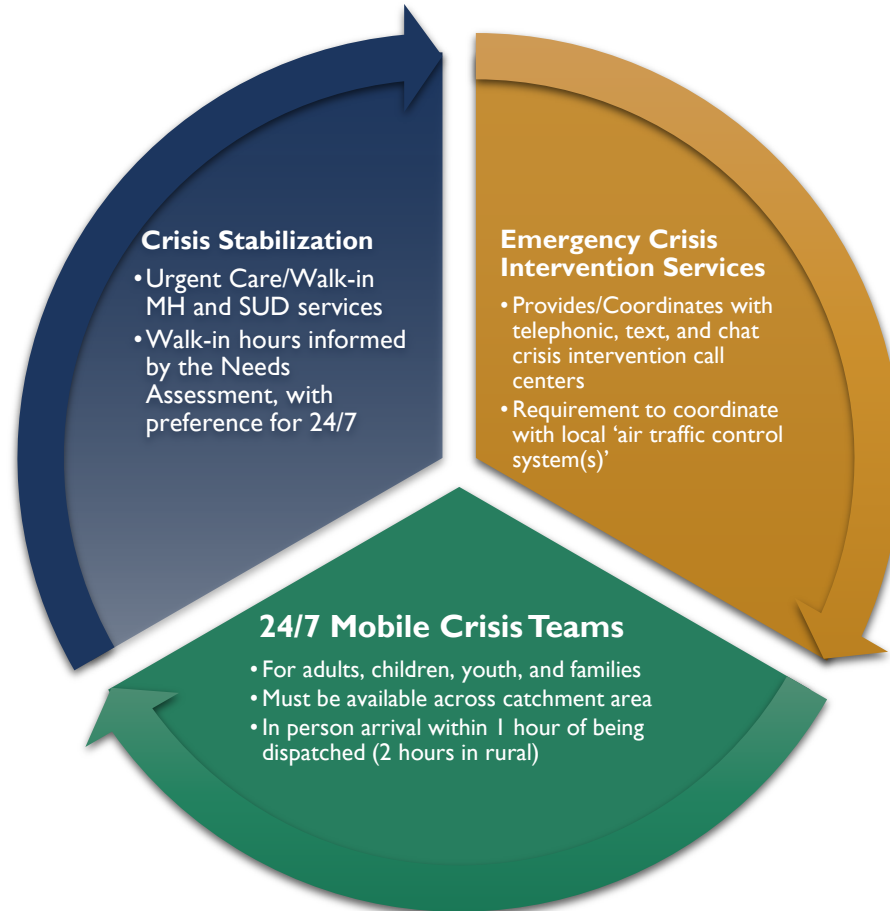 Crisis Stabilization
•Urgent Care/Walk-in
MH and SUD services
•Walk-in hours informed
by the Needs
Assessment, with
preference for 24/7
Emergency Crisis
Intervention Services
•Provides/Coordinates with
telephonic, text, and chat
crisis intervention call
centers
•Requirement to coordinate
with local ‘air traffic control
system(s)’
24/7 Mobile Crisis Teams
•For adults, children, youth, and families
•Must be available across catchment area
•In person arrival within 1 hour of being
dispatched (2 hours in rural)